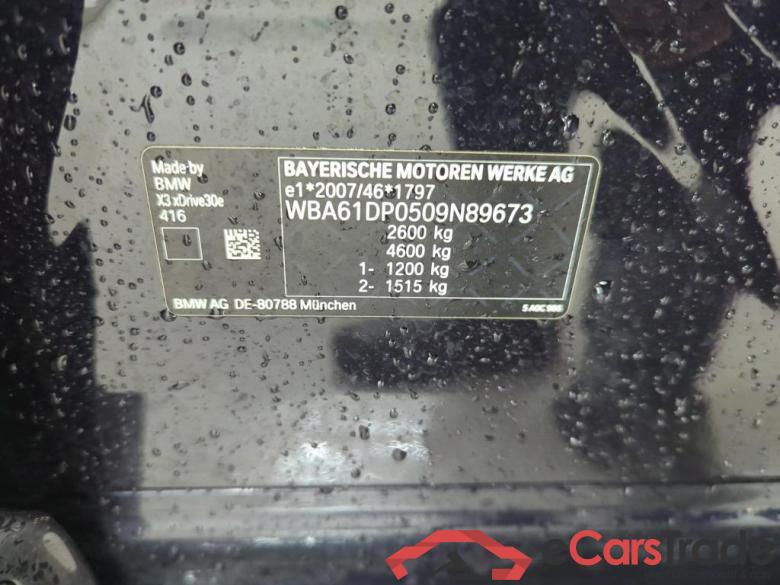 Made by
BMW
X3 xDrive30e
416
BAYERISCHE MOTOREN WERKE AG
e1*2007/46*1797
WBA61DP0509N89673
2600 kg
4600 kg
1- 1200 kg
2- 1515 kg
BMW AG DE-80788 München
eCarsTrade